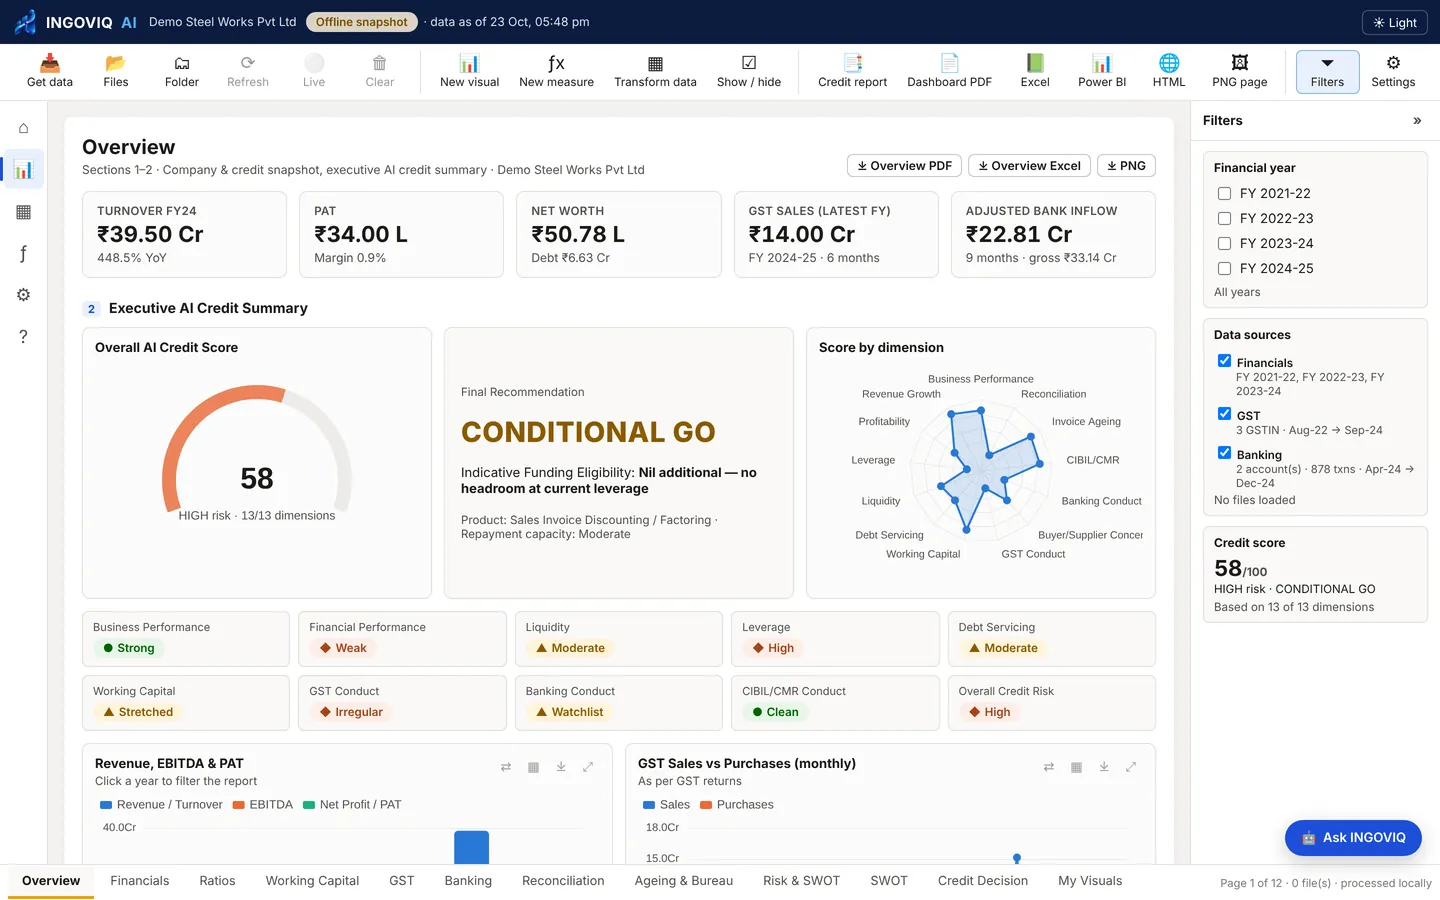 INGOVIQ AI Demo Steel Works Pvt Ltd Offline snapshot · data as of 23 Oct, 05:48 pm
☀ Light
Get data Files Folder Refresh Live Clear New visual New measure Transform data Show / hide Credit report Dashboard PDF Excel Power BI HTML PNG page Filters Settings
Overview
Sections 1–2 · Company & credit snapshot, executive AI credit summary · Demo Steel Works Pvt Ltd
Overview PDF Overview Excel PNG
TURNOVER FY24
₹39.50 Cr
448.5% YoY
PAT
₹34.00 L
Margin 0.9%
NET WORTH
₹50.78 L
Debt ₹6.63 Cr
GST SALES (LATEST FY)
₹14.00 Cr
FY 2024-25 · 6 months
ADJUSTED BANK INFLOW
₹22.81 Cr
9 months · gross ₹33.14 Cr
2 Executive AI Credit Summary
Overall AI Credit Score
58
HIGH risk · 13/13 dimensions
Final Recommendation
CONDITIONAL GO
Indicative Funding Eligibility: Nil additional — no
headroom at current leverage
Product: Sales Invoice Discounting / Factoring ·
Repayment capacity: Moderate
Score by dimension
Business Performance
Revenue Growth
Reconciliation
Profitability
Invoice Ageing
Leverage
CIBIL/CMR
Liquidity
Banking Conduct
Debt Servicing
Buyer/Supplier Concer
Working Capital
GST Conduct
Business Performance
Strong
Financial Performance
Weak
Liquidity
Moderate
Leverage
High
Debt Servicing
Moderate
Working Capital
Stretched
GST Conduct
Irregular
Banking Conduct
Watchlist
CIBIL/CMR Conduct
Clean
Overall Credit Risk
High
Revenue, EBITDA & PAT
Click a year to filter the report
Revenue / Turnover EBITDA Net Profit / PAT
40.0Cr
GST Sales vs Purchases (monthly)
As per GST returns
Sales Purchases
18.0Cr
15.0Cr
Filters »
Financial year
FY 2021-22
FY 2022-23
FY 2023-24
FY 2024-25
All years
Data sources
Financials
FY 2021-22, FY 2022-23, FY
2023-24
GST
3 GSTIN · Aug-22 → Sep-24
Banking
2 account(s) · 878 txns · Apr-24 →
Dec-24
No files loaded
Credit score
58/100
HIGH risk · CONDITIONAL GO
Based on 13 of 13 dimensions
Ask INGOVIQ
Overview Financials Ratios Working Capital GST Banking Reconciliation Ageing & Bureau Risk & SWOT SWOT Credit Decision My Visuals
Page 1 of 12 · 0 file(s) · processed locally